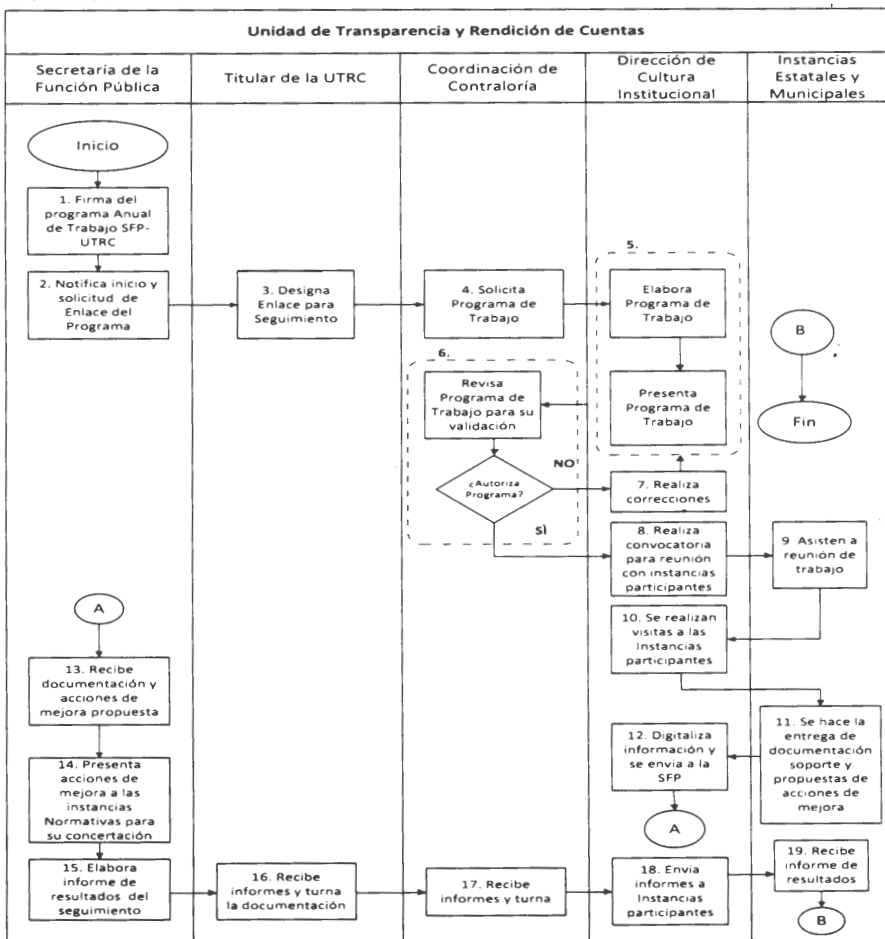 Unidad de Transparencia y Rendición de Cuentas
Secretaría de la
Función Pública
Titular de la UTRC
Coordinación de
Contraloría
Dirección de
Cultura
Institucional
Instancias
Estatales y
Municipales
Inicio
1. Firma del
programa Anual
de Trabajo SFP-
UTRC
2. Notifica inicio y
solicitud de
Enlace del
Programa
3. Designa
Enlace para
Seguimiento
4. Solicita
Programa de
Trabajo
5.
Elabora
Programa de
Trabajo
Presenta
Programa de
Trabajo
B
Fin
6.
Revisa
Programa de
Trabajo para su
validación
¿Autoriza
Programa?
NO
SÌ
7. Realiza
correcciones
8. Realiza
convocatoria
para reunión
con instancias
participantes
9 Asisten a
reunión de
trabajo
10. Se realizan
visitas a las
Instancias
participantes
11. Se hace la
entrega de
documentación
soporte y
propuestas de
acciones de
mejora
12. Digitaliza
información y
se envía a la
SFP
A
A
13. Recibe
documentación y
acciones de
mejora propuesta
14. Presenta
acciones de
mejora a las
instancias
Normativas para
su concertación
15. Elabora
informe de
resultados del
seguimiento
16. Recibe
informes y turna
la documentación
17. Recibe
informes y turna
18. Envía
informes a
Instancias
participantes
19. Recibe
informe de
resultados
B